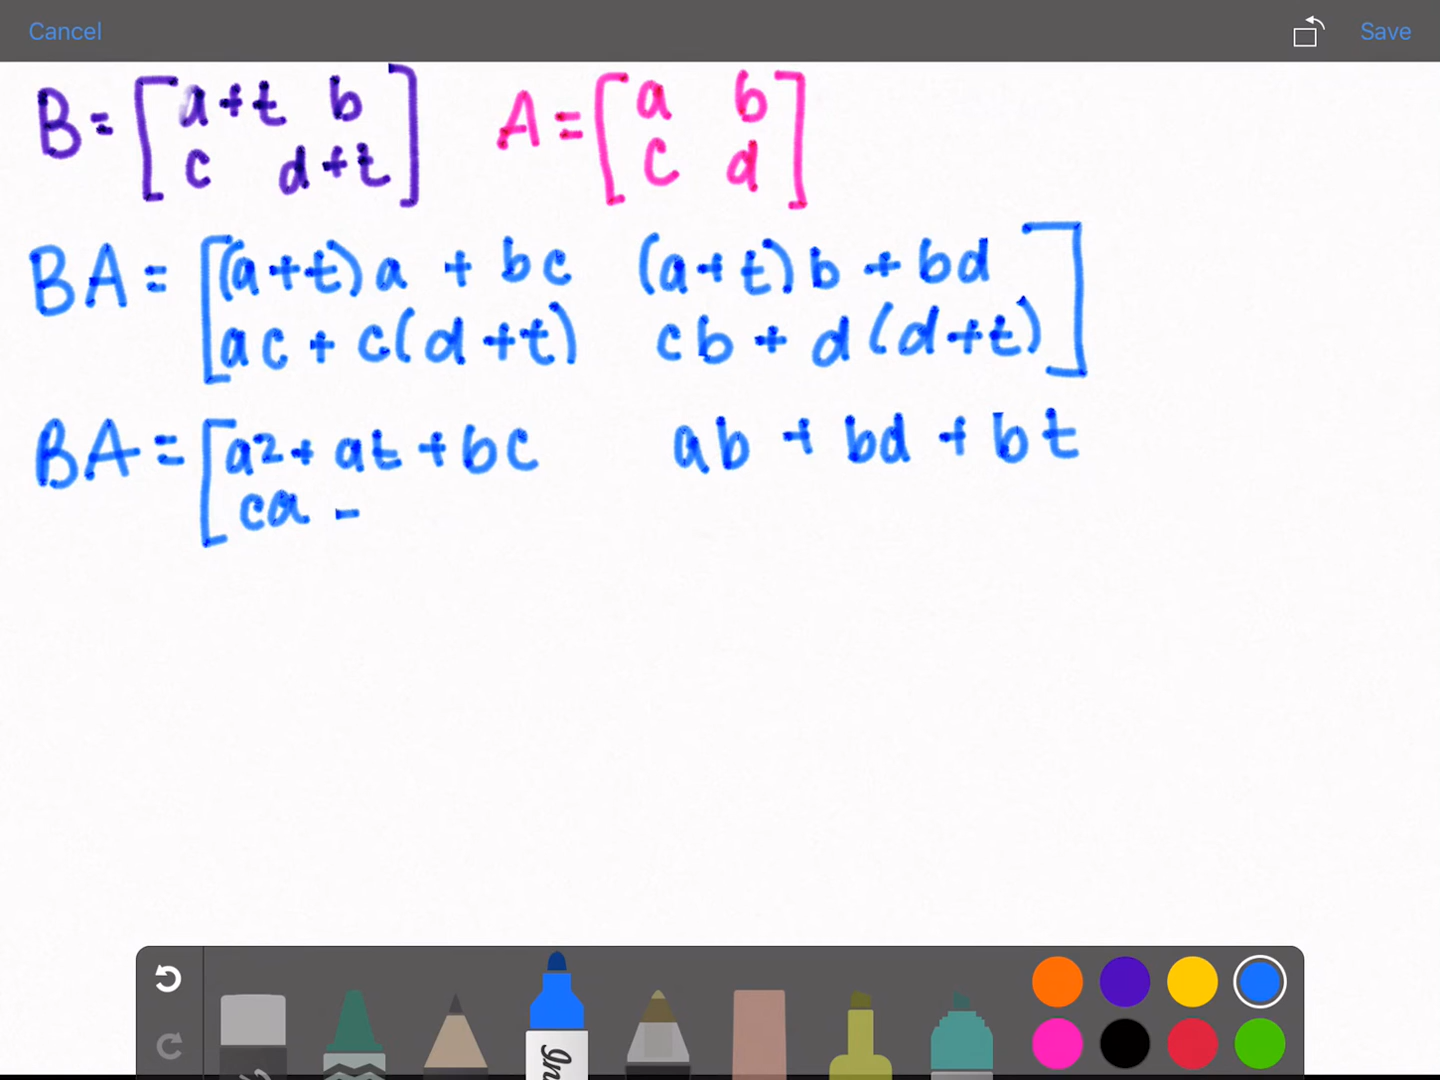 Cancel Save
B = [a+t b A = [a b
c d+t] c d]
BA = [(a+t)a + bc (a+t)b + bd
ac + c(d+t) cb + d(d+t)]
BA = [a2 + at + bc ab + bd + bt
ca -